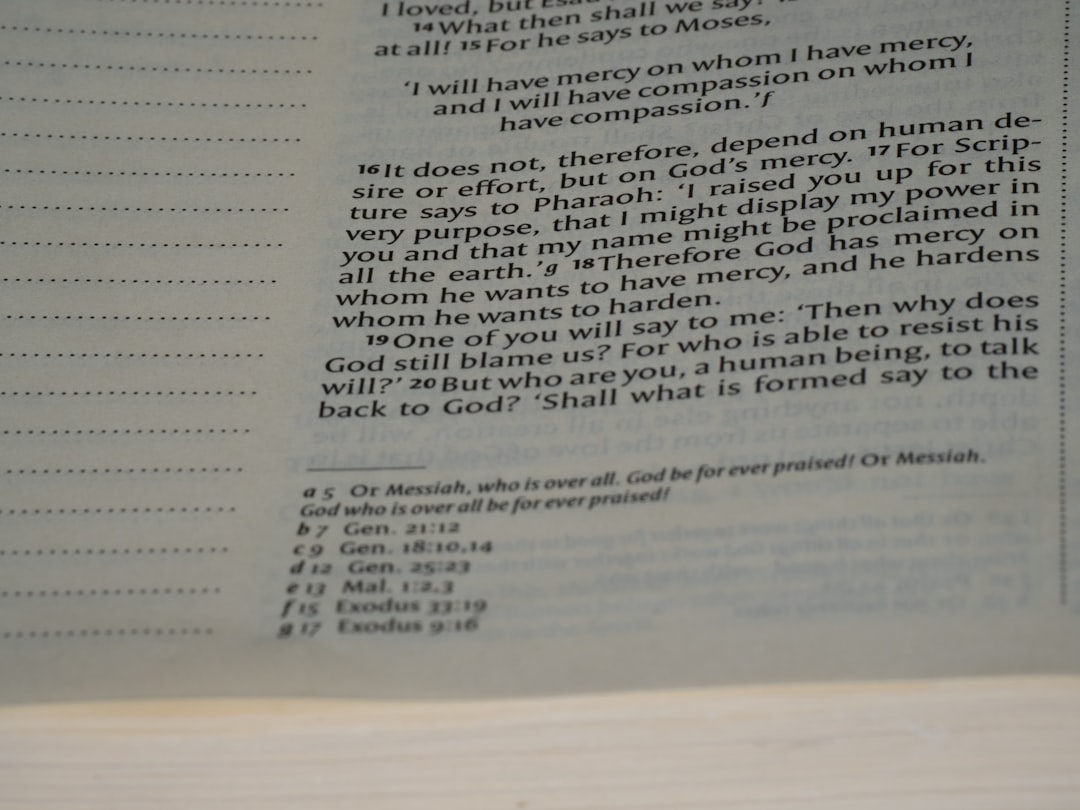 I loved, but Esau
14 What then shall we say?
at all! 15 For he says to Moses,
‘I will have mercy on whom I have mercy,
and I will have compassion on whom I
have compassion.’f
16 It does not, therefore, depend on human de-
sire or effort, but on God’s mercy. 17 For Scrip-
ture says to Pharaoh: ‘I raised you up for this
very purpose, that I might display my power in
you and that my name might be proclaimed in
all the earth.’g 18 Therefore God has mercy on
whom he wants to have mercy, and he hardens
whom he wants to harden.
19 One of you will say to me: ‘Then why does
God still blame us? For who is able to resist his
will?’ 20 But who are you, a human being, to talk
back to God? ‘Shall what is formed say to the
a 5 Or Messiah, who is over all. God be for ever praised! Or Messiah.
God who is over all be for ever praised!
b 7 Gen. 21:12
c 9 Gen. 18:10,14
d 12 Gen. 25:23
e 13 Mal. 1:2,3
f 15 Exodus 33:19
g 17 Exodus 9:16